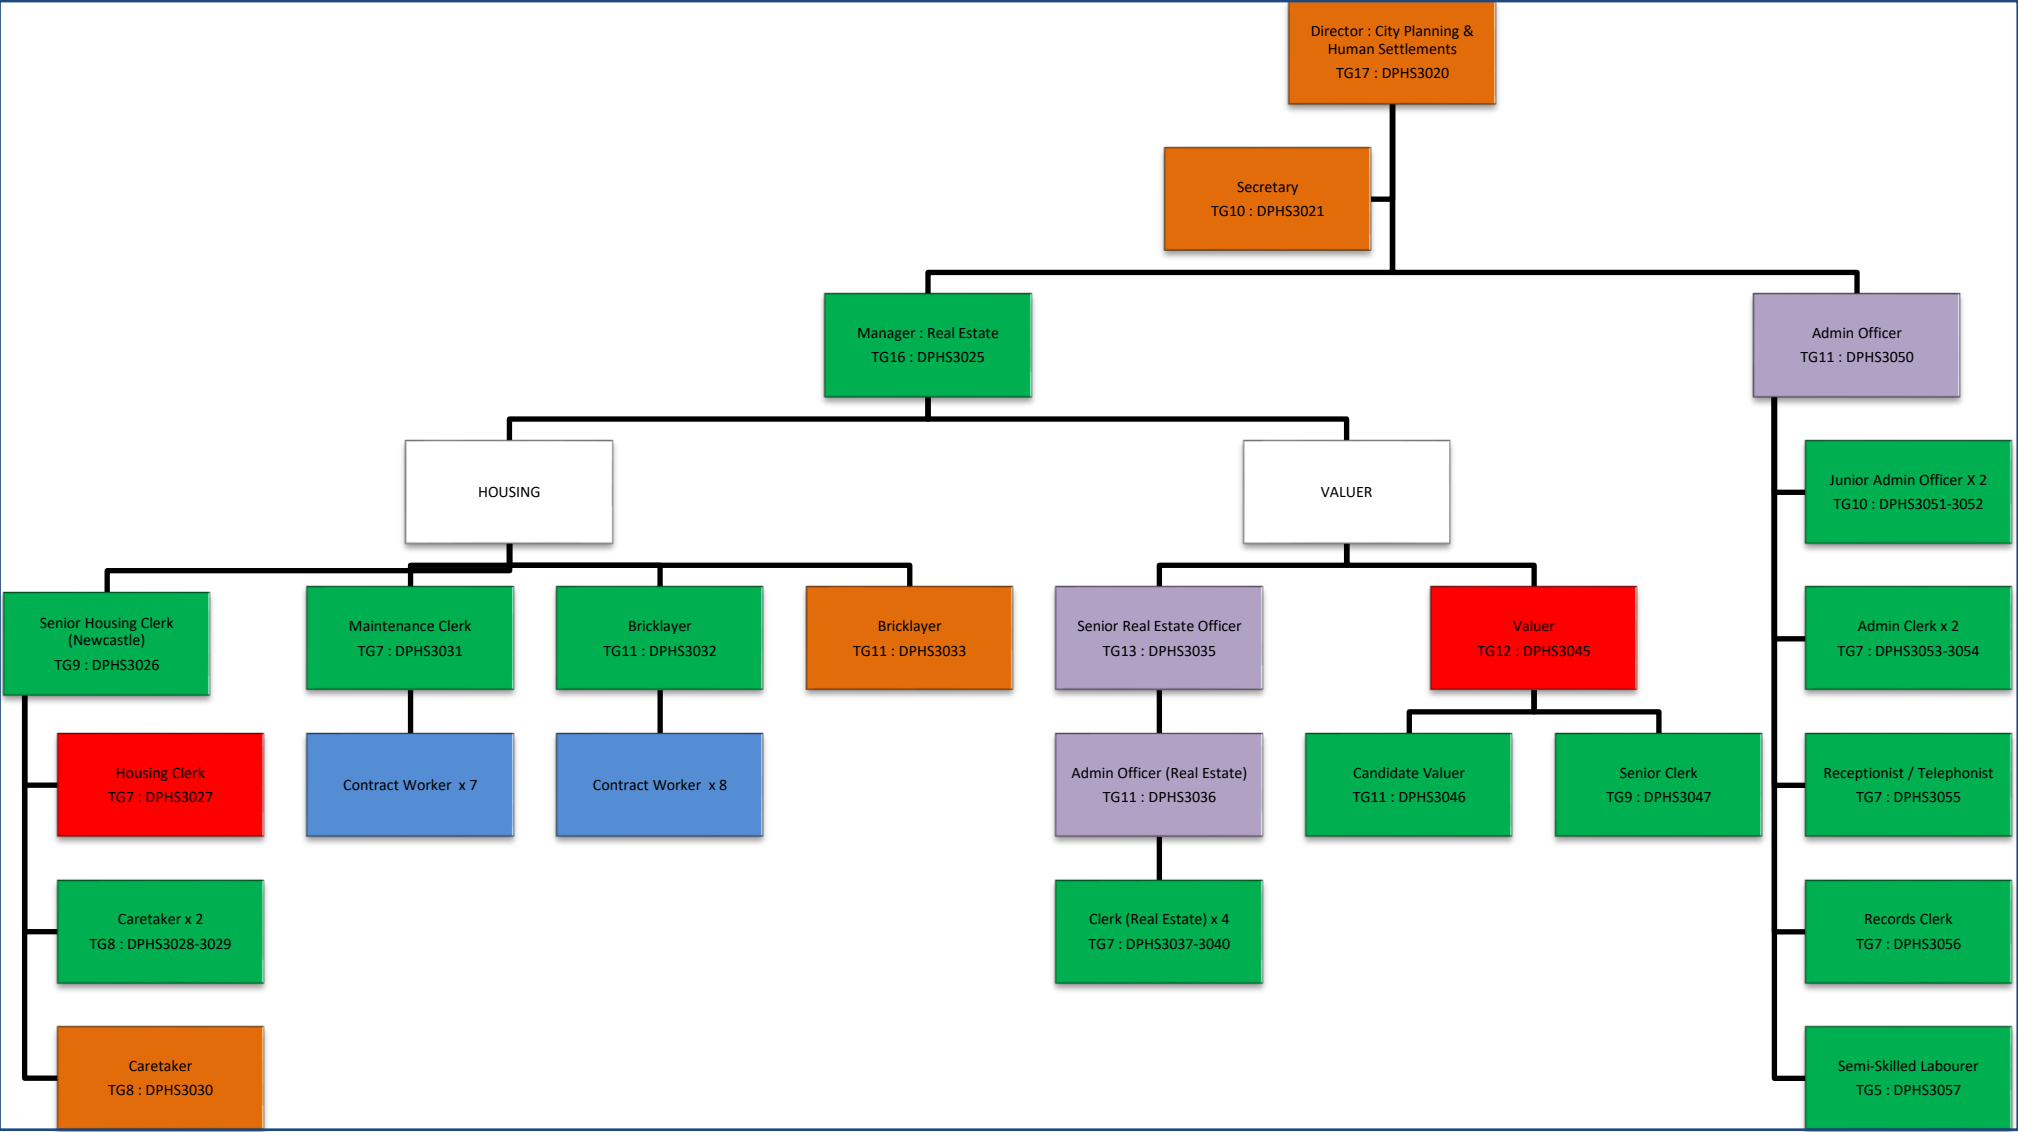 Director : City Planning &
Human Settlements
TG17 : DPHS3020
Secretary
TG10 : DPHS3021
Manager : Real Estate
TG16 : DPHS3025
Admin Officer
TG11 : DPHS3050
HOUSING
VALUER
Junior Admin Officer X 2
TG10 : DPHS3051-3052
Senior Housing Clerk
(Newcastle)
TG9 : DPHS3026
Maintenance Clerk
TG7 : DPHS3031
Bricklayer
TG11 : DPHS3032
Bricklayer
TG11 : DPHS3033
Senior Real Estate Officer
TG13 : DPHS3035
Valuer
TG12 : DPHS3045
Admin Clerk x 2
TG7 : DPHS3053-3054
Housing Clerk
TG7 : DPHS3027
Contract Worker  x 7
Contract Worker  x 8
Admin Officer (Real Estate)
TG11 : DPHS3036
Candidate Valuer
TG11 : DPHS3046
Senior Clerk
TG9 : DPHS3047
Receptionist / Telephonist
TG7 : DPHS3055
Caretaker x 2
TG8 : DPHS3028-3029
Clerk (Real Estate) x 4
TG7 : DPHS3037-3040
Records Clerk
TG7 : DPHS3056
Caretaker
TG8 : DPHS3030
Semi-Skilled Labourer
TG5 : DPHS3057